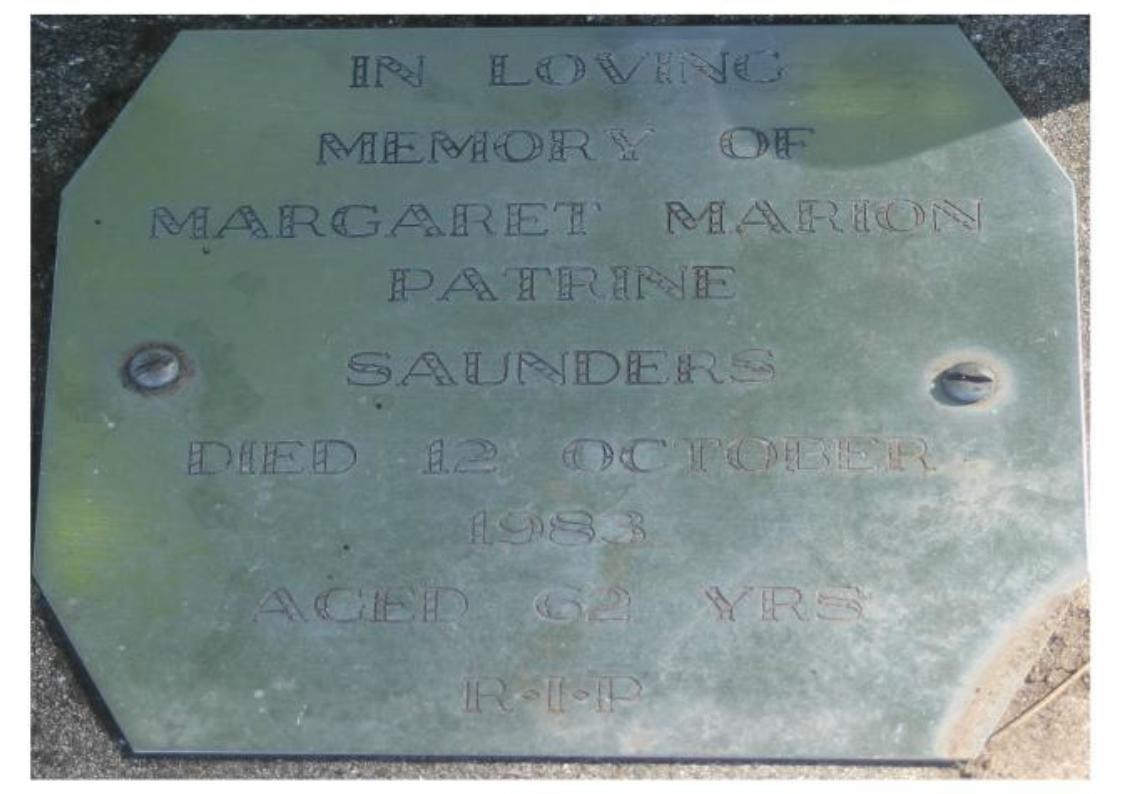 IN LOVING
MEMORY OF
MARGARET MARION
PATRINE
SAUNDERS
DIED 12 OCTOBER
1983
AGED 62 YRS
R·I·P